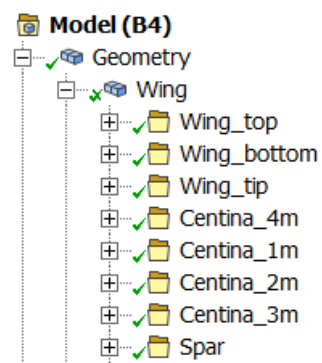 Model (B4)
Geometry
Wing
Wing_top
Wing_bottom
Wing_tip
Centina_4m
Centina_1m
Centina_2m
Centina_3m
Spar